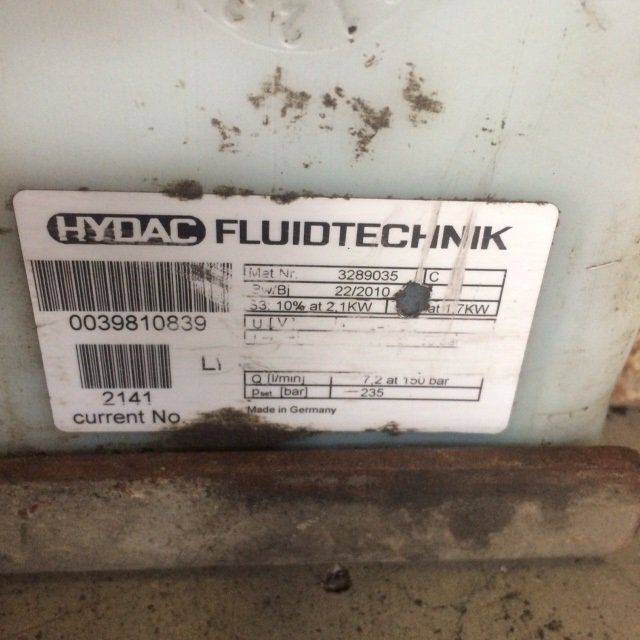 HYDAC FLUIDTECHNIK
Mat Nr. 3289035 C
22/2010
S3: 10% at 2,1KW at 1,7KW
0039810839
U [V]
Q [l/min] 7,2 at 150 bar
Pset [bar] 235
2141
current No.
Made in Germany